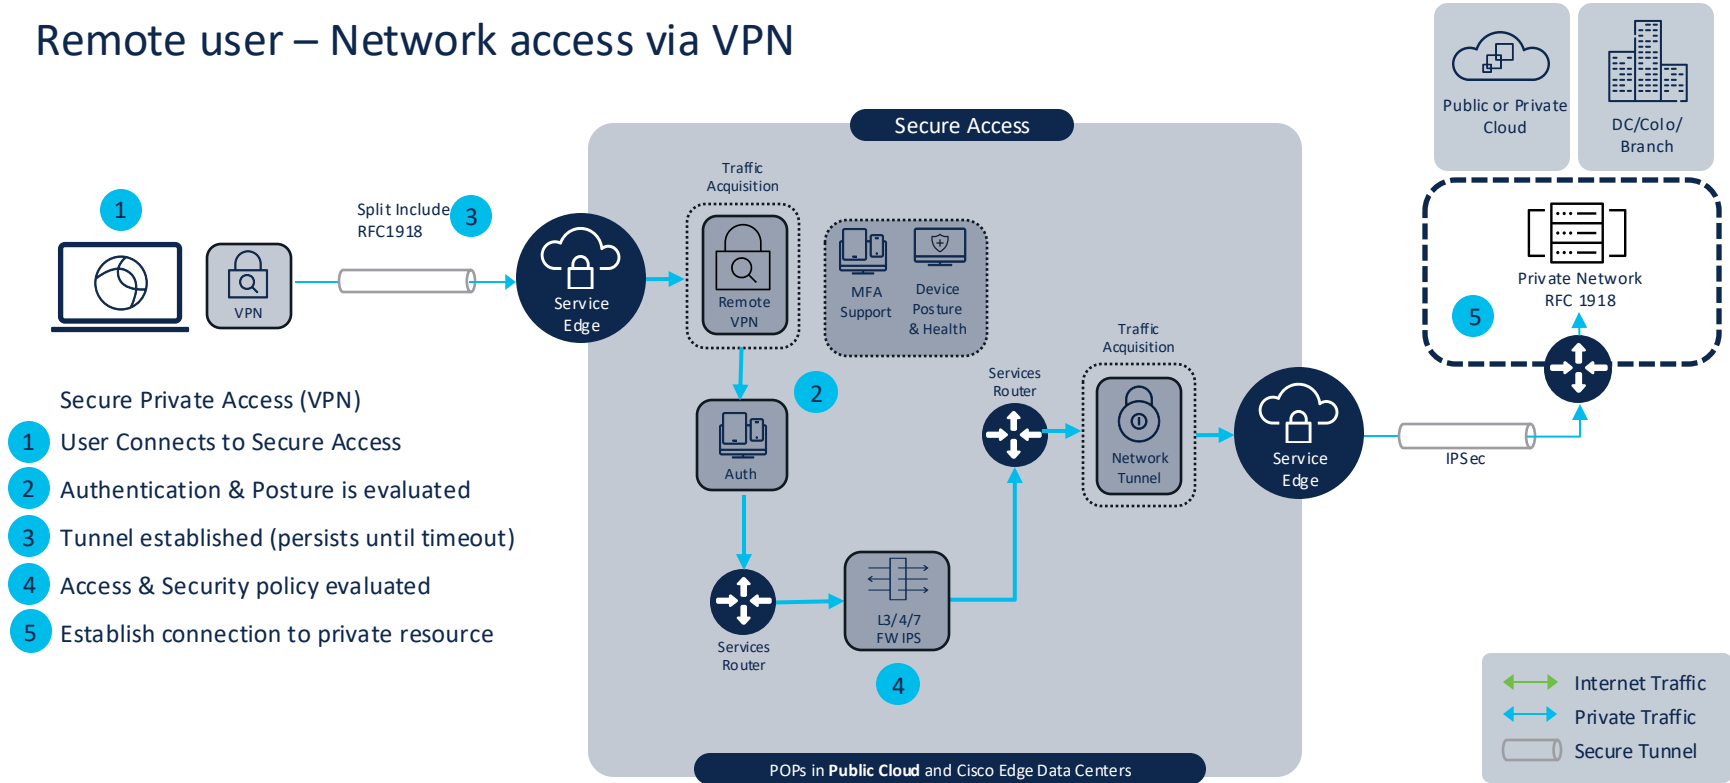 Remote user – Network access via VPN
Public or Private
Cloud
DC/Colo/
Branch
Secure Access
Traffic
Acquisition
1
Split Include
RFC1918
3
VPN
Service
Edge
Remote
VPN
MFA
Support
Device
Posture
& Health
Private Network
RFC 1918
5
2
Auth
Traffic
Acquisition
Services
Router
Network
Tunnel
Service
Edge
IPSec
Secure Private Access (VPN)
1 User Connects to Secure Access
2 Authentication & Posture is evaluated
3 Tunnel established (persists until timeout)
4 Access & Security policy evaluated
5 Establish connection to private resource
Services
Router
L3/4/7
FW IPS
4
Internet Traffic
Private Traffic
Secure Tunnel
POPs in Public Cloud and Cisco Edge Data Centers